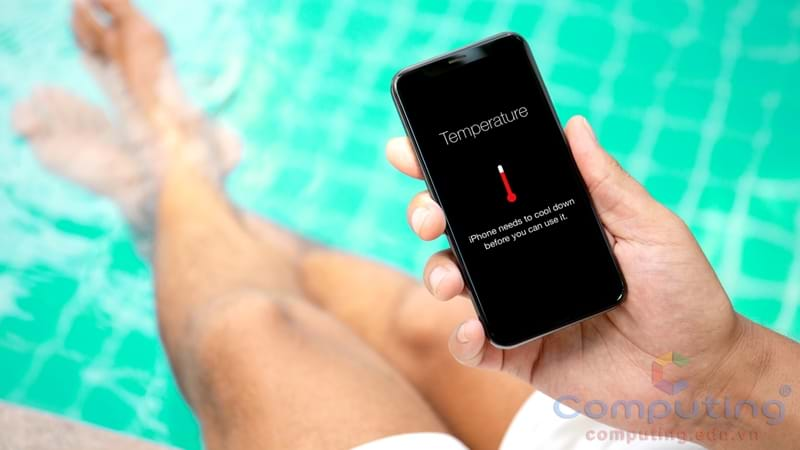 Temperature
iPhone needs to cool down
before you can use it.
Computing®
computing.edu.vn